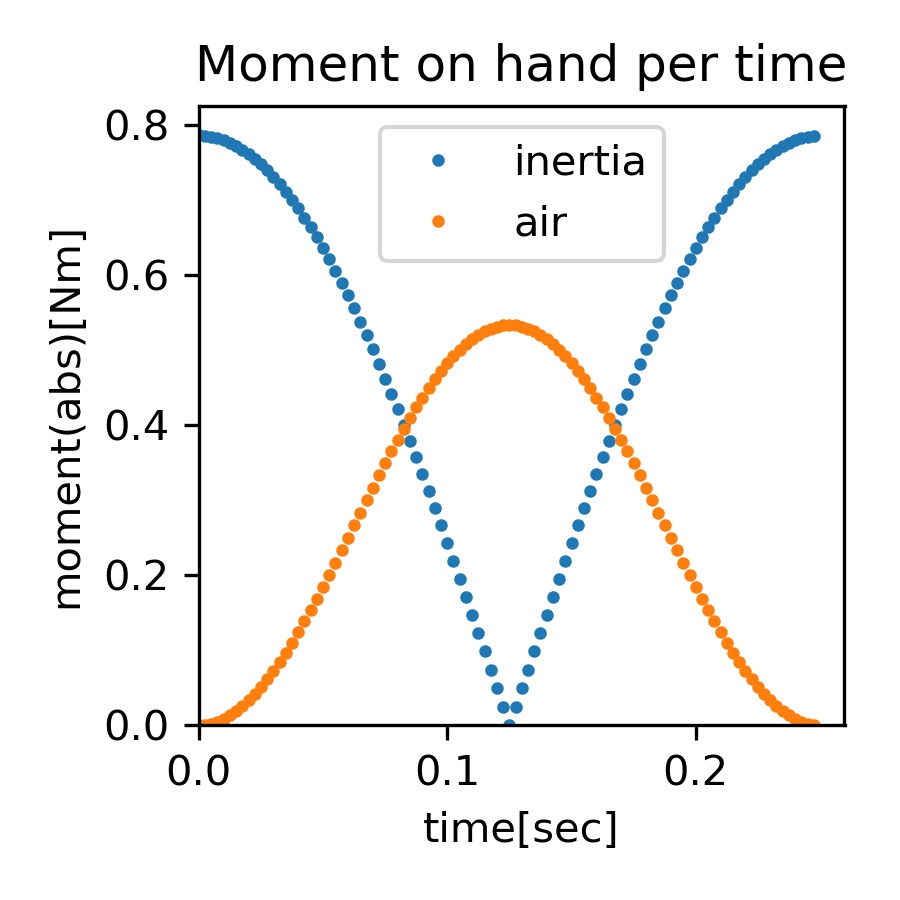 Moment on hand per time
inertia
air
moment(abs)[Nm]
0.8
0.6
0.4
0.2
0.0
0.0 0.1 0.2
time[sec]